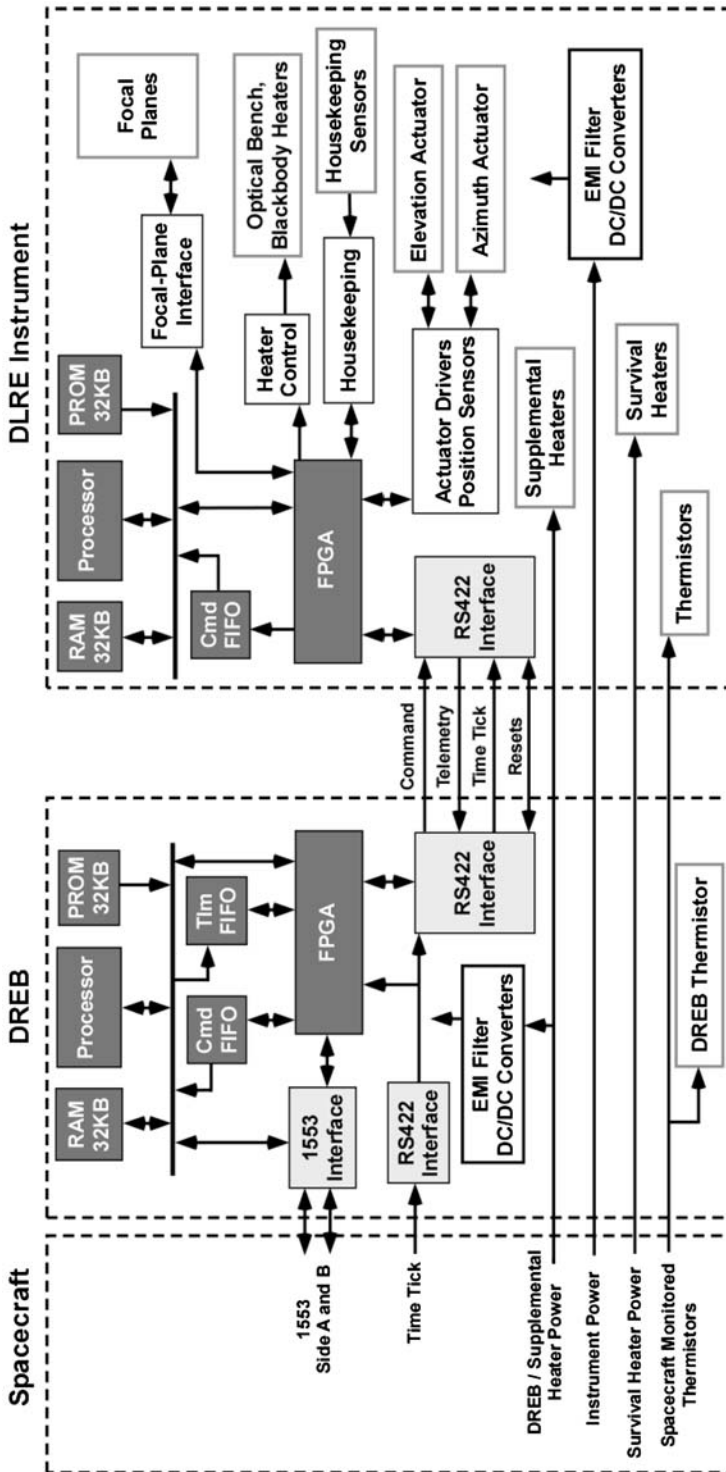 Spacecraft
1553
Side A and B
Time Tick
DREB / Supplemental
Heater Power
Instrument Power
Survival Heater Power
Spacecraft Monitored
Thermistors
DREB
RAM
32KB
Processor
PROM
32KB
Cmd
FIFO
Tlm
FIFO
1553
Interface
FPGA
RS422
Interface
RS422
Interface
EMI Filter
DC/DC Converters
DREB Thermistor
Command
Telemetry
Time Tick
Resets
DLRE Instrument
RAM
32KB
Processor
PROM
32KB
Cmd
FIFO
FPGA
Focal-Plane
Interface
Focal
Planes
Heater
Control
Optical Bench,
Blackbody Heaters
Housekeeping
Housekeeping
Sensors
RS422
Interface
Actuator Drivers
Position Sensors
Elevation Actuator
Azimuth Actuator
Supplemental
Heaters
EMI Filter
DC/DC Converters
Survival
Heaters
Thermistors